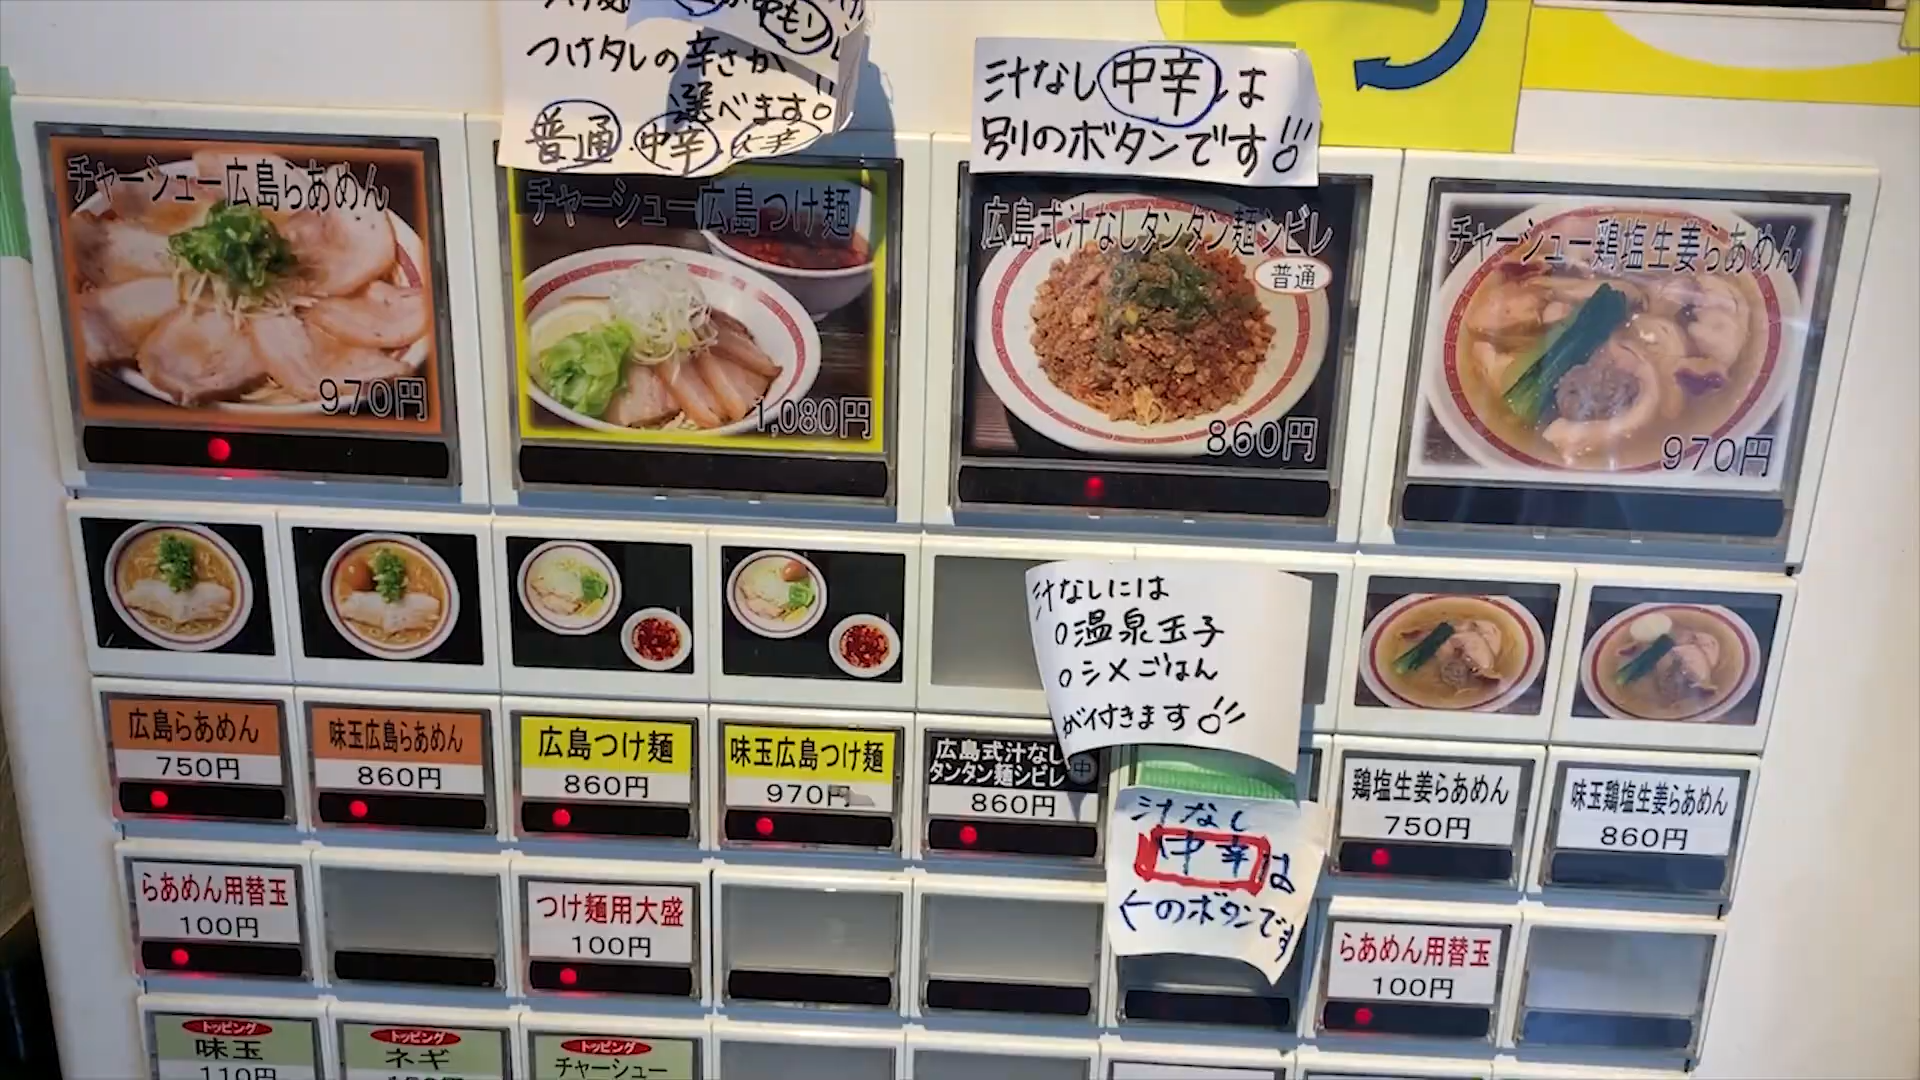 つけタレの辛さが
選べます!!
普通・中辛・大辛
汁なし中辛は
別のボタンです!!!
チャーシュー広島らあめん
970円
チャーシュー広島つけ麺
1,080円
広島式汁なしタンタン麺シビレ
普通
860円
チャーシュー鶏塩生姜らあめん
970円
汁なしには
○温泉玉子
○シメごはん
が付きます!!
広島らあめん
750円
味玉広島らあめん
860円
広島つけ麺
860円
味玉広島つけ麺
970円
広島式汁なし
タンタン麺シビレ
中
860円
汁なし
中辛は
←のボタンです
鶏塩生姜らあめん
750円
味玉鶏塩生姜らあめん
860円
らあめん用替玉
100円
つけ麺用大盛
100円
らあめん用替玉
100円
トッピング
味玉
110円
トッピング
ネギ
トッピング
チャーシュー